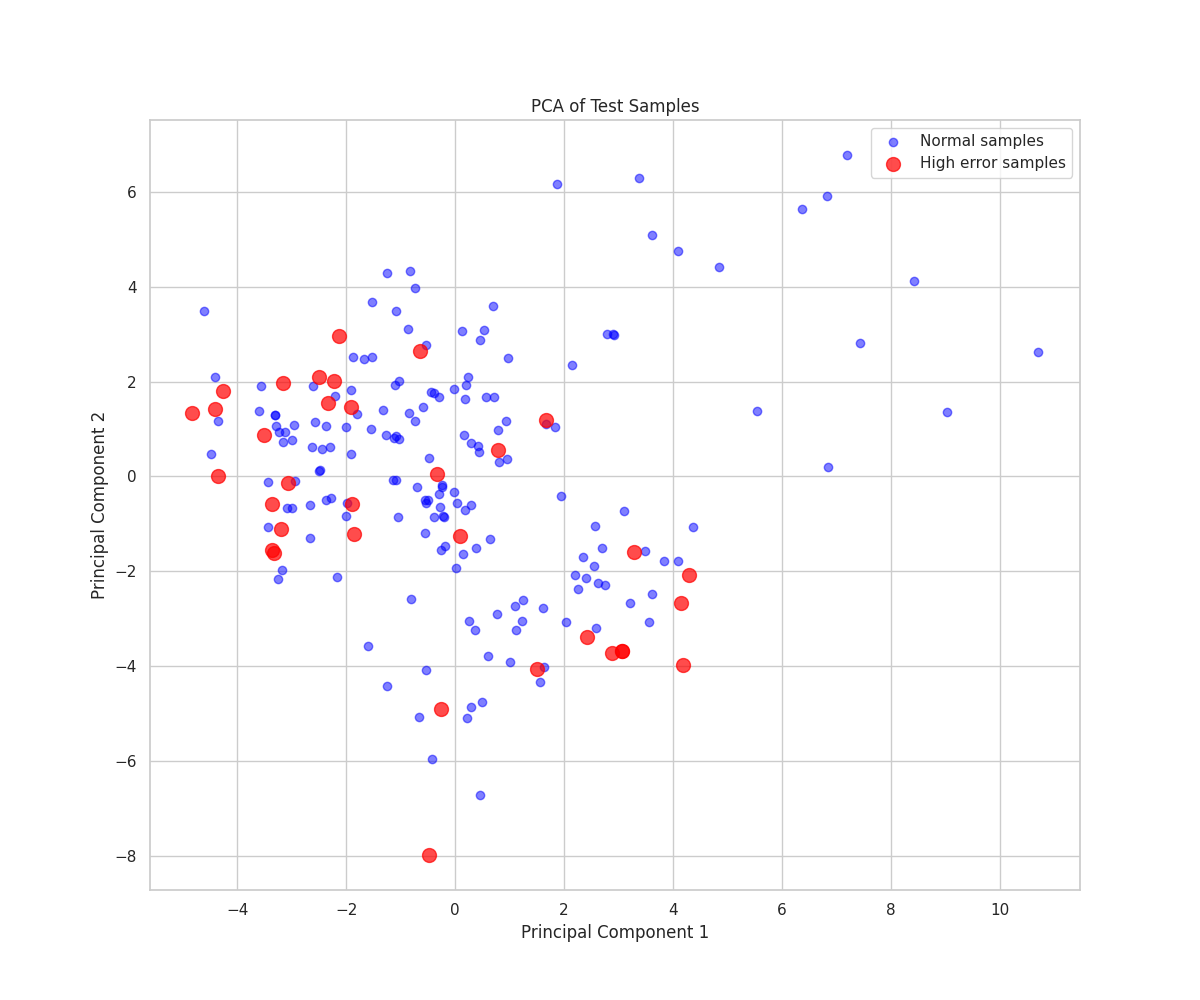 PCA of Test Samples
Normal samples
High error samples
6
4
2
0
−2
−4
−6
−8
Principal Component 2
−4 −2 0 2 4 6 8 10
Principal Component 1